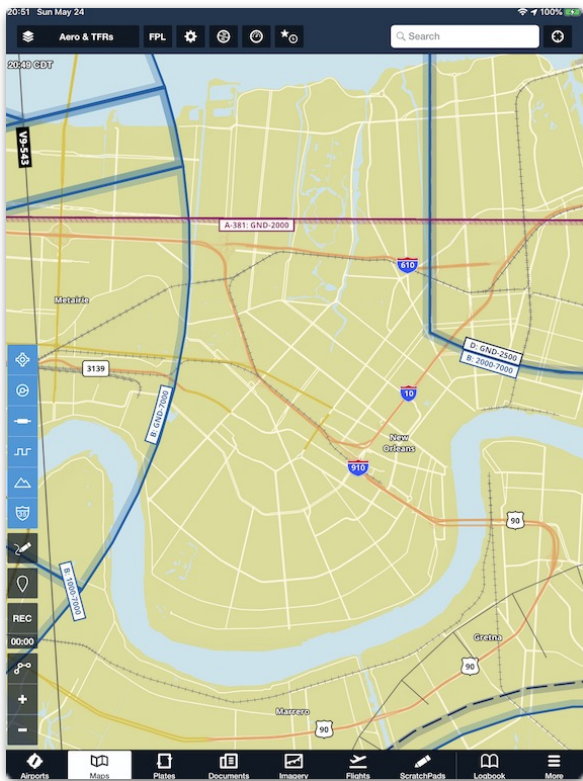 20:51 Sun May 24
100%
Aero & TFRs
FPL
Search
20:49 CDT
V9-543
A-381: GND-2000
610
Metairie
3139
D: GND-2500
B: 2000-7000
10
B: GND-7000
New
Orleans
910
90
B: 1000-7000
REC
00:00
Gretna
90
Marrero
90
Airports
Maps
Plates
Documents
Imagery
Flights
ScratchPads
Logbook
More